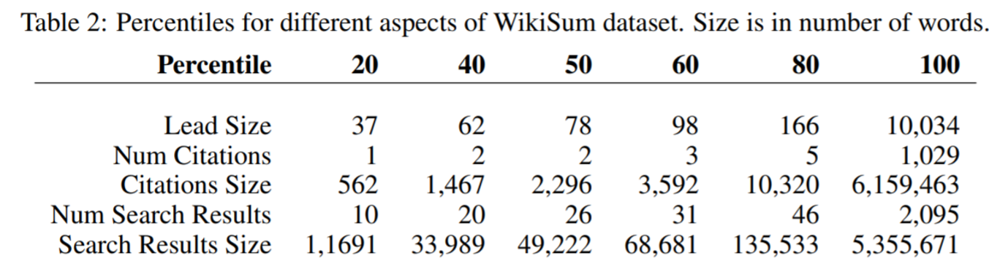 Table 2: Percentiles for different aspects of WikiSum dataset. Size is in number of words.
Percentile 20 40 50 60 80 100
Lead Size 37 62 78 98 166 10,034
Num Citations 1 2 2 3 5 1,029
Citations Size 562 1,467 2,296 3,592 10,320 6,159,463
Num Search Results 10 20 26 31 46 2,095
Search Results Size 1,1691 33,989 49,222 68,681 135,533 5,355,671